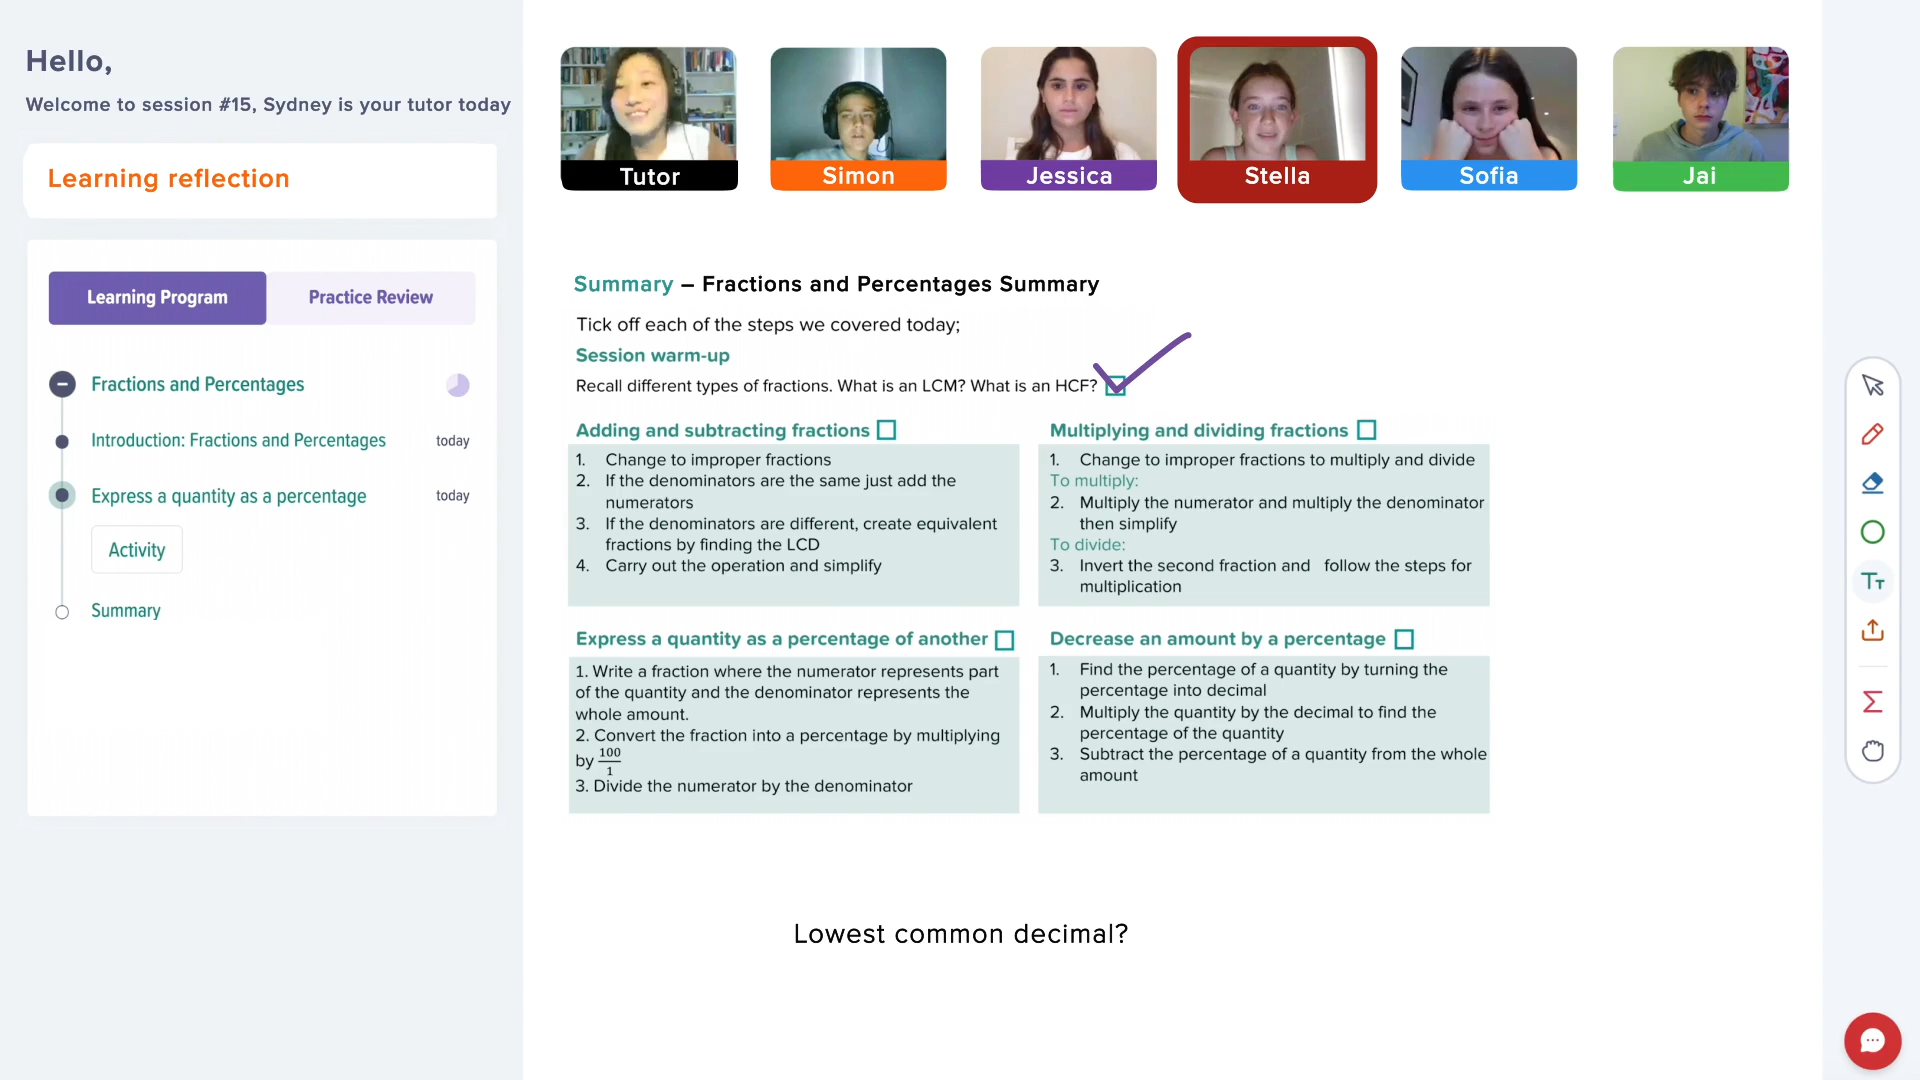 Hello,
Welcome to session #15, Sydney is your tutor today
Learning reflection
Learning Program
Practice Review
Fractions and Percentages
Introduction: Fractions and Percentages today
Express a quantity as a percentage today
Activity
Summary
Tutor
Simon
Jessica
Stella
Sofia
Jai
Summary – Fractions and Percentages Summary
Tick off each of the steps we covered today;
Session warm-up
Recall different types of fractions. What is an LCM? What is an HCF?
Adding and subtracting fractions
1. Change to improper fractions
2. If the denominators are the same just add the
numerators
3. If the denominators are different, create equivalent
fractions by finding the LCD
4. Carry out the operation and simplify
Multiplying and dividing fractions
1. Change to improper fractions to multiply and divide
To multiply:
2. Multiply the numerator and multiply the denominator
then simplify
To divide:
3. Invert the second fraction and follow the steps for
multiplication
Express a quantity as a percentage of another
1. Write a fraction where the numerator represents part
of the quantity and the denominator represents the
whole amount.
2. Convert the fraction into a percentage by multiplying
by 100/1
3. Divide the numerator by the denominator
Decrease an amount by a percentage
1. Find the percentage of a quantity by turning the
percentage into decimal
2. Multiply the quantity by the decimal to find the
percentage of the quantity
3. Subtract the percentage of a quantity from the whole
amount
Lowest common decimal?
Tт
Σ